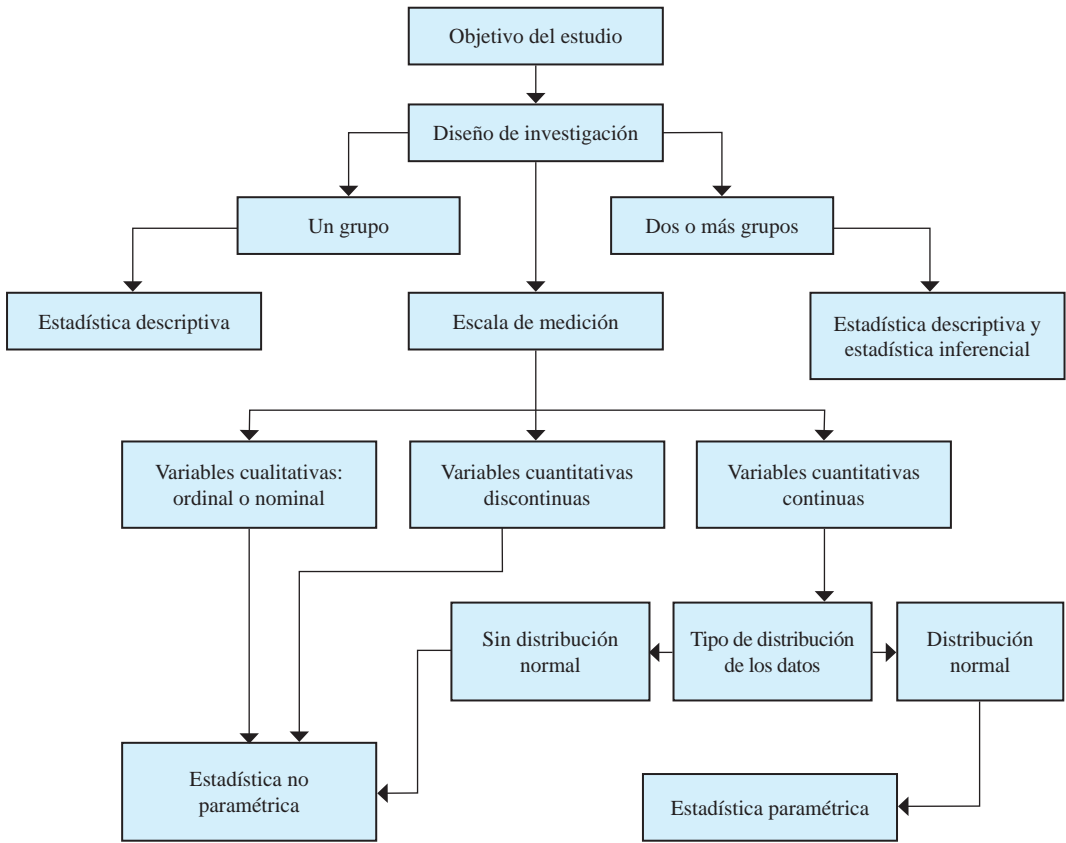 Objetivo del estudio
Diseño de investigación
Un grupo
Dos o más grupos
Estadística descriptiva
Escala de medición
Estadística descriptiva y
estadística inferencial
Variables cualitativas:
ordinal o nominal
Variables cuantitativas
discontinuas
Variables cuantitativas
continuas
Sin distribución
normal
Tipo de distribución
de los datos
Distribución
normal
Estadística no
paramétrica
Estadística paramétrica